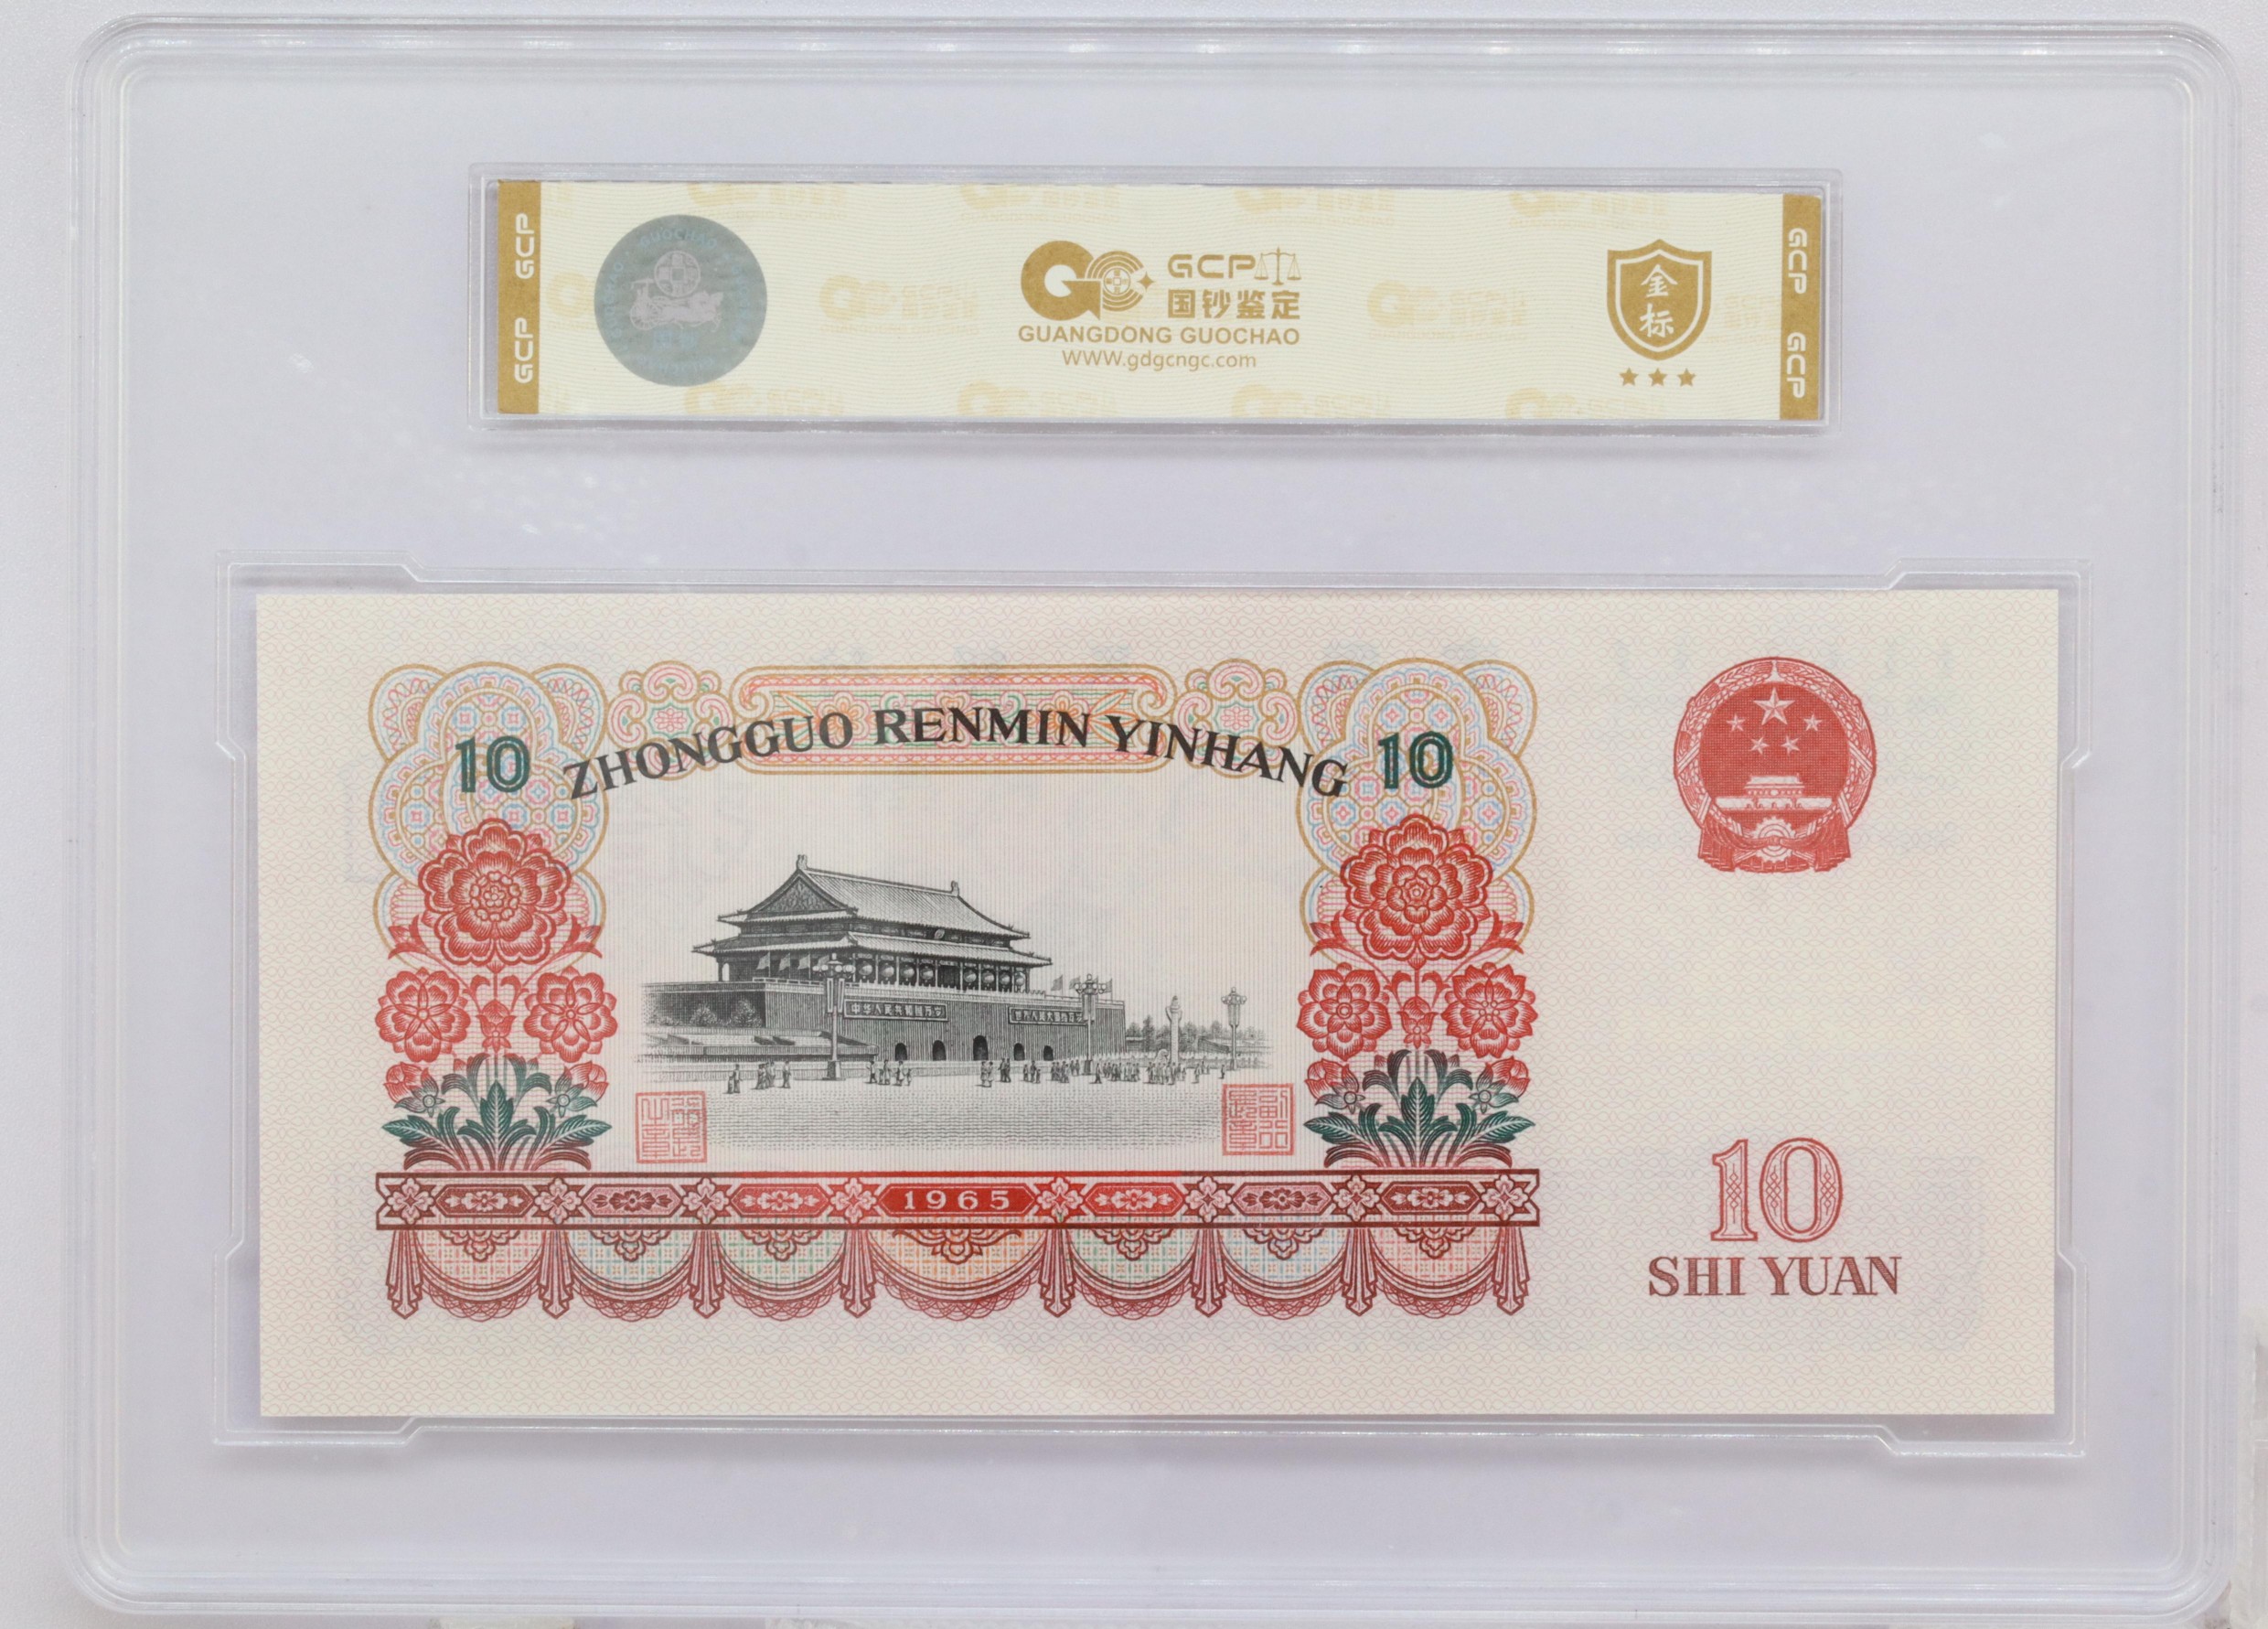 GCP GCP
GCP
国钞鉴定
GUANGDONG GUOCHAO
WWW.gdgcngc.com
金标
GCP GCP
10 ZHONGGUO RENMIN YINHANG 10
1965
10
SHI YUAN